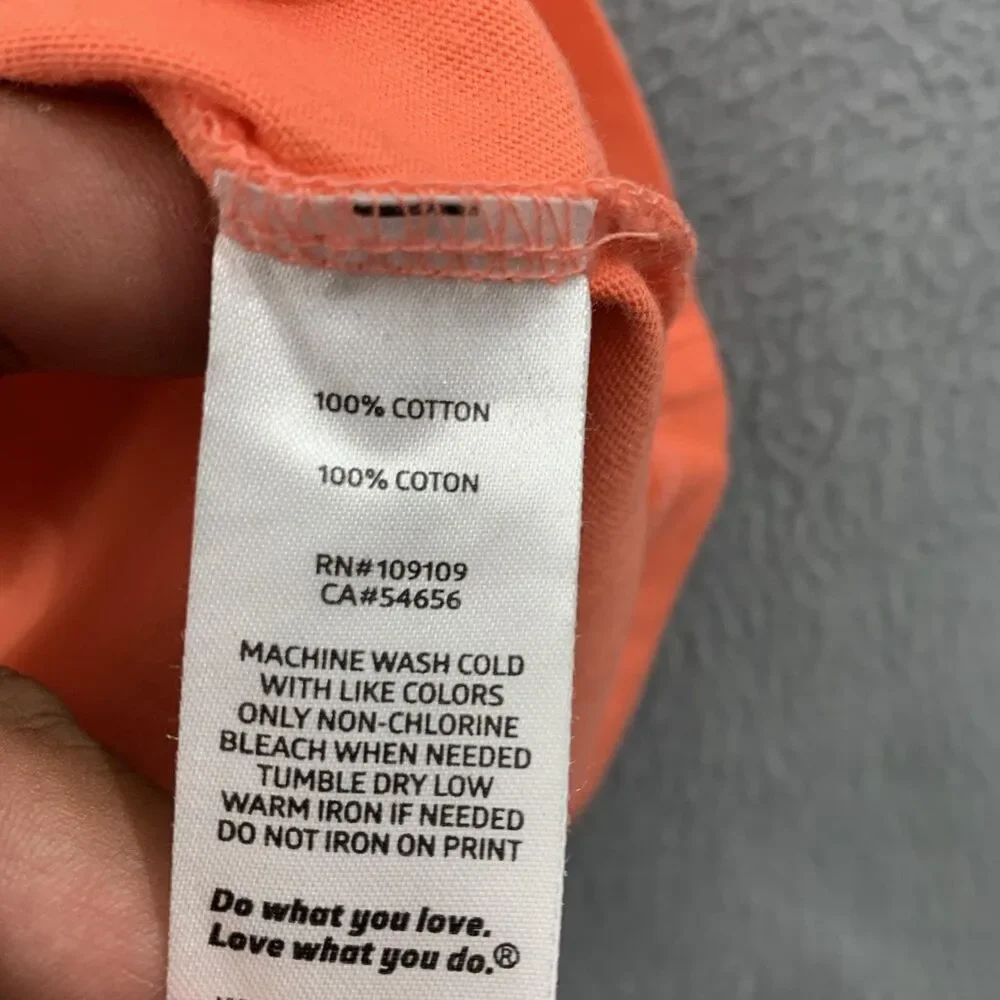 100% COTTON
100% COTON
RN#109109
CA#54656
MACHINE WASH COLD
WITH LIKE COLORS
ONLY NON-CHLORINE
BLEACH WHEN NEEDED
TUMBLE DRY LOW
WARM IRON IF NEEDED
DO NOT IRON ON PRINT
Do what you love.
Love what you do.®